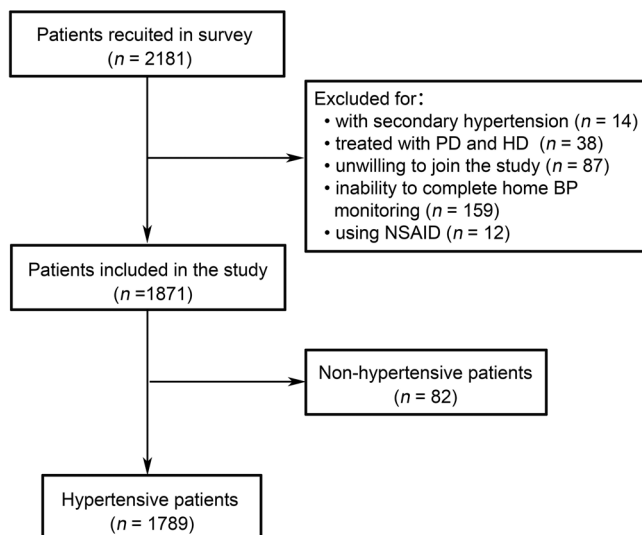 Patients recuited in survey
(n = 2181)
Excluded for:
• with secondary hypertension (n = 14)
• treated with PD and HD (n = 38)
• unwilling to join the study (n = 87)
• inability to complete home BP
monitoring (n = 159)
• using NSAID (n = 12)
Patients included in the study
(n =1871)
Non-hypertensive patients
(n = 82)
Hypertensive patients
(n = 1789)